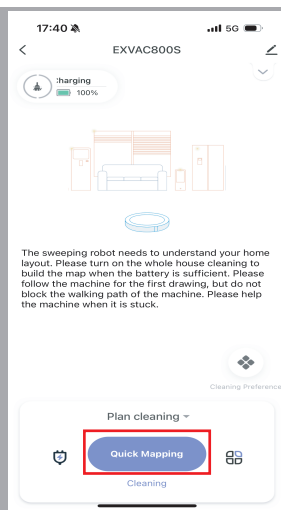 17:40
5G
EXVAC800S
Charging
100%
The sweeping robot needs to understand your home
layout. Please turn on the whole house cleaning to
build the map when the battery is sufficient. Please
follow the machine for the first drawing, but do not
block the walking path of the machine. Please help
the machine when it is stuck.
Cleaning Preference
Plan cleaning
Quick Mapping
Cleaning